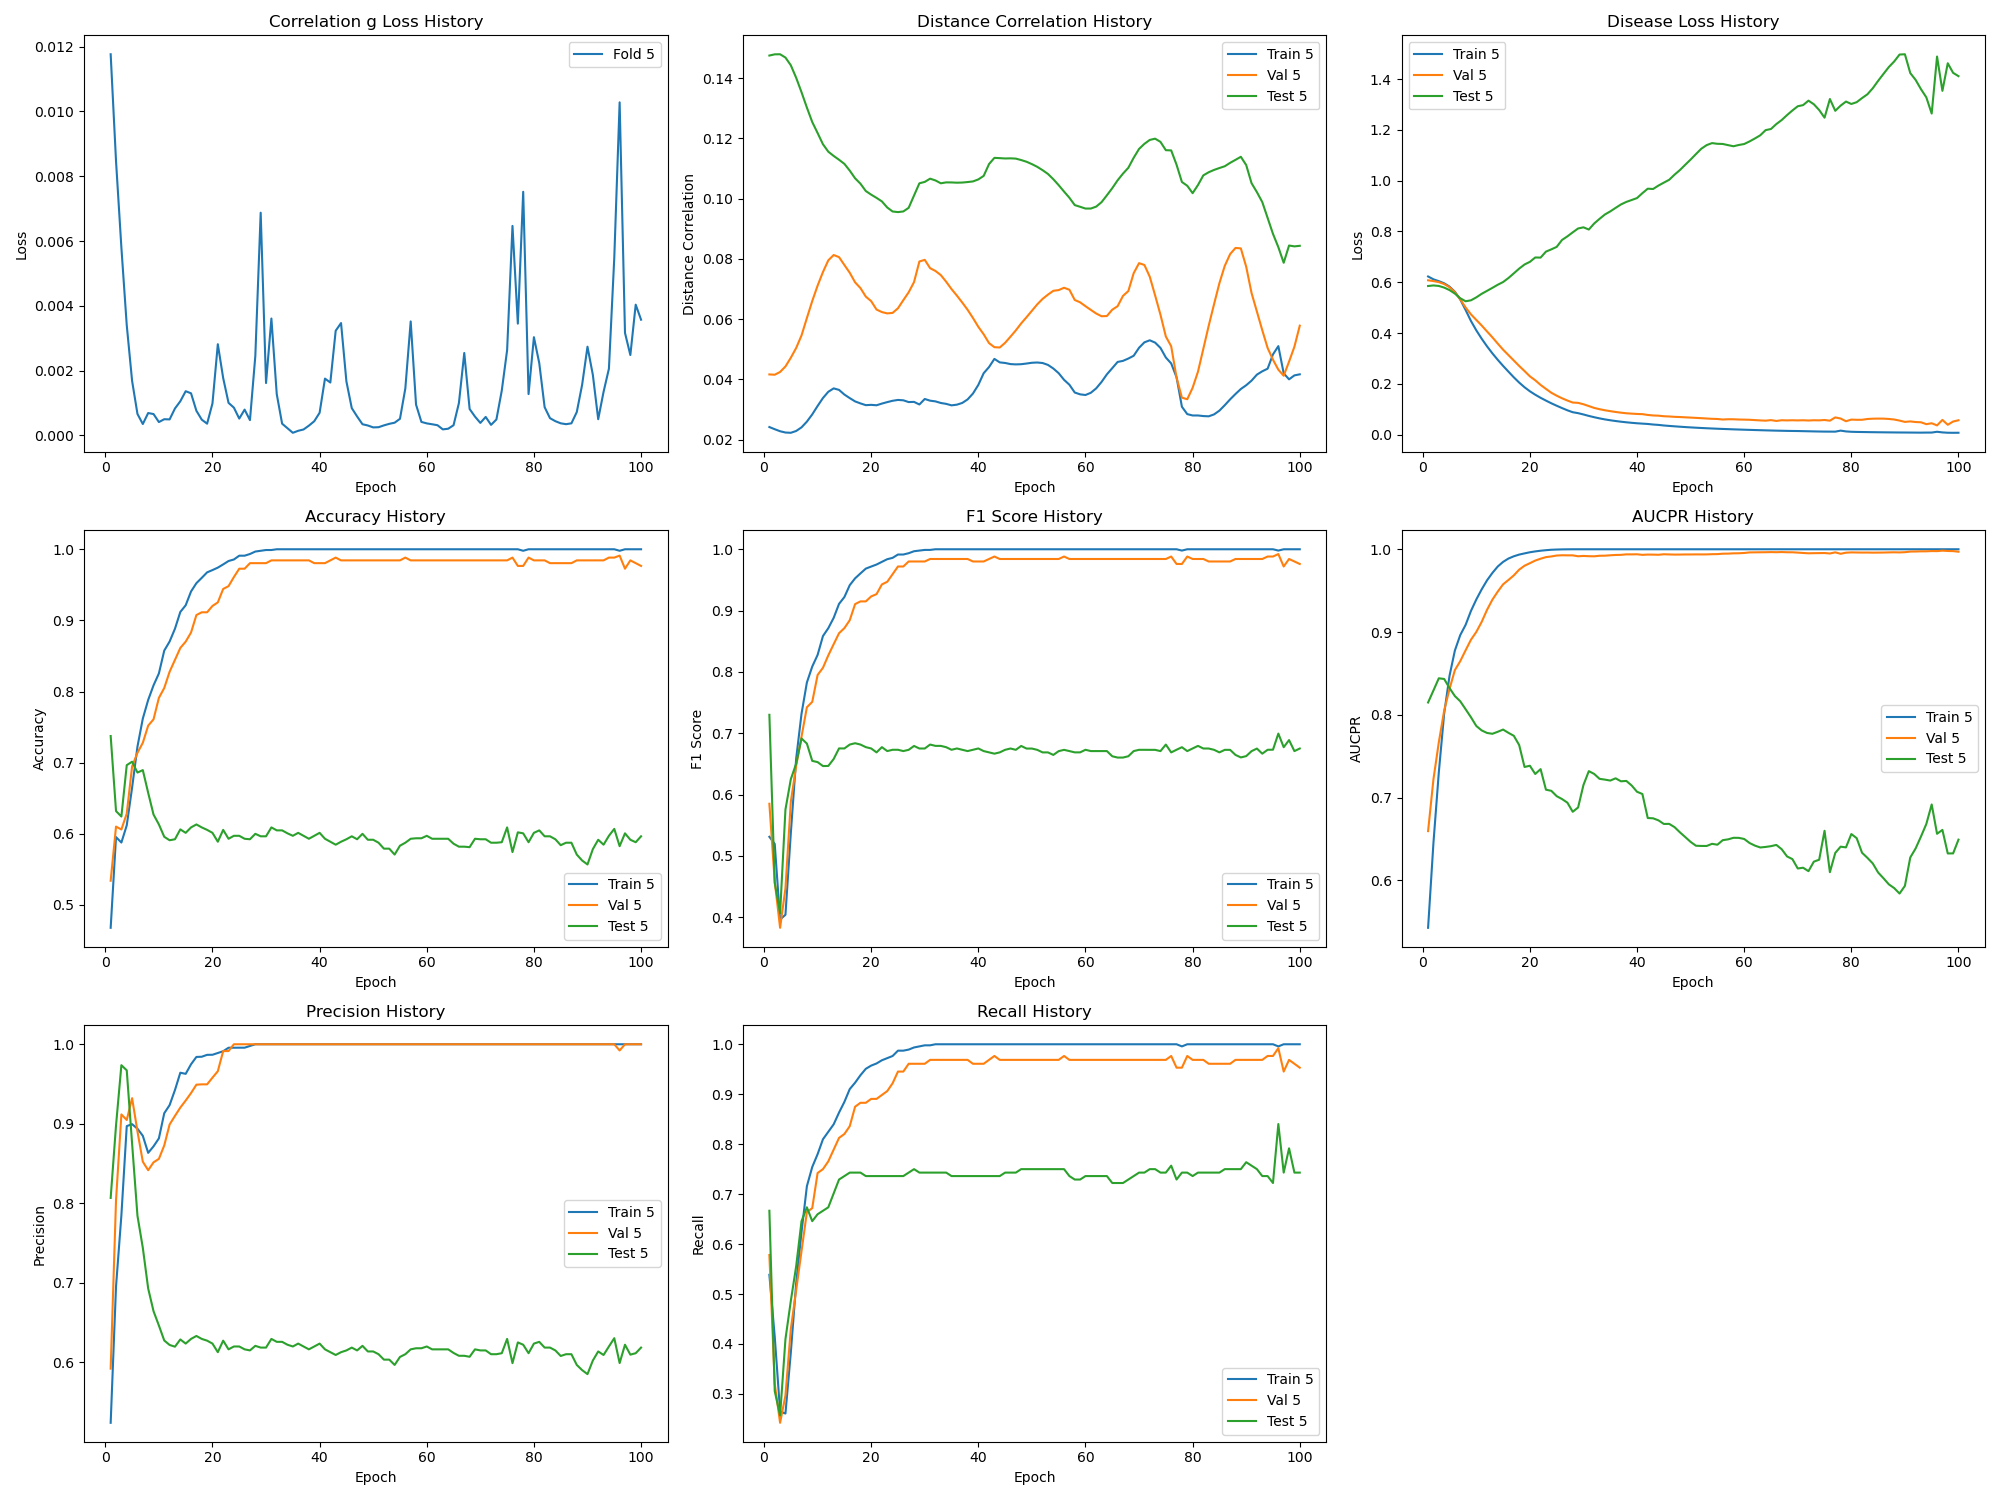 Correlation g Loss History
Loss
0.012
0.010
0.008
0.006
0.004
0.002
0.000
0 20 40 60 80 100
Epoch
Fold 5
Distance Correlation History
Distance Correlation
0.14
0.12
0.10
0.08
0.06
0.04
0.02
0 20 40 60 80 100
Epoch
Train 5
Val 5
Test 5
Disease Loss History
Loss
1.4
1.2
1.0
0.8
0.6
0.4
0.2
0.0
0 20 40 60 80 100
Epoch
Train 5
Val 5
Test 5
Accuracy History
Accuracy
1.0
0.9
0.8
0.7
0.6
0.5
0 20 40 60 80 100
Epoch
Train 5
Val 5
Test 5
F1 Score History
F1 Score
1.0
0.9
0.8
0.7
0.6
0.5
0.4
0 20 40 60 80 100
Epoch
Train 5
Val 5
Test 5
AUCPR History
AUCPR
1.0
0.9
0.8
0.7
0.6
0 20 40 60 80 100
Epoch
Train 5
Val 5
Test 5
Precision History
Precision
1.0
0.9
0.8
0.7
0.6
0 20 40 60 80 100
Epoch
Train 5
Val 5
Test 5
Recall History
Recall
1.0
0.9
0.8
0.7
0.6
0.5
0.4
0.3
0 20 40 60 80 100
Epoch
Train 5
Val 5
Test 5